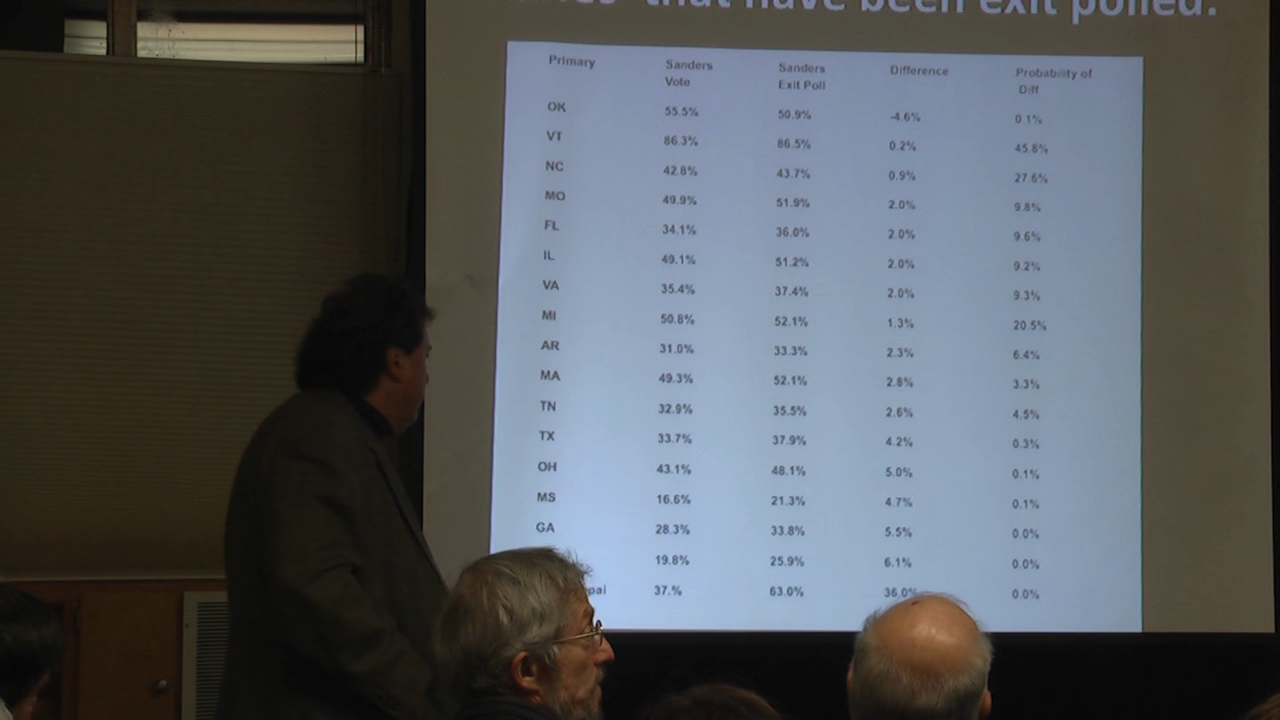 that have been exit polled.
Primary Sanders Vote Sanders Exit Poll Difference Probability of Diff
OK 55.5% 50.9% -4.6% 0.1%
VT 86.3% 86.5% 0.2% 45.8%
NC 42.8% 43.7% 0.9% 27.6%
MO 49.9% 51.9% 2.0% 9.8%
FL 34.1% 36.0% 2.0% 9.6%
IL 49.1% 51.2% 2.0% 9.2%
VA 35.4% 37.4% 2.0% 9.3%
MI 50.8% 52.1% 1.3% 20.5%
AR 31.0% 33.3% 2.3% 6.4%
MA 49.3% 52.1% 2.8% 3.3%
TN 32.9% 35.5% 2.6% 4.5%
TX 33.7% 37.9% 4.2% 0.3%
OH 43.1% 48.1% 5.0% 0.1%
MS 16.6% 21.3% 4.7% 0.1%
GA 28.3% 33.8% 5.5% 0.0%
19.8% 25.9% 6.1% 0.0%
pai 37.% 63.0% 36.0% 0.0%